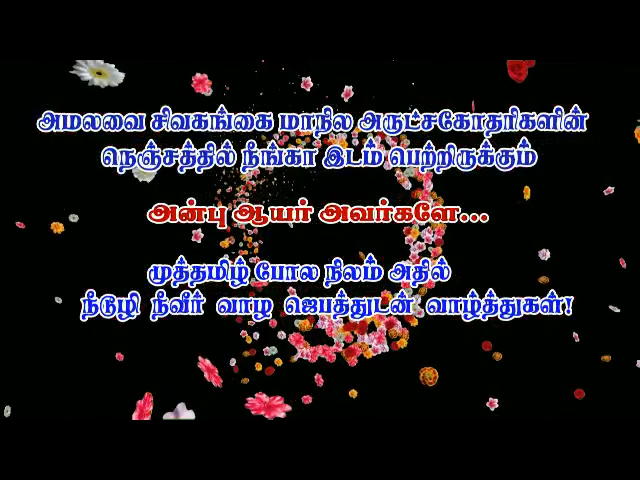 அமலவை சிவகங்கை மாநில அருட்சகோதரிகளின்
நெஞ்சத்தில் நீங்கா இடம் பெற்றிருக்கும்
அன்பு ஆயர் அவர்களே...
முத்தமிழ் போல நிலம் அதில்
நீடூழி நீவீர் வாழ ஜெபத்துடன் வாழ்த்துகள்!